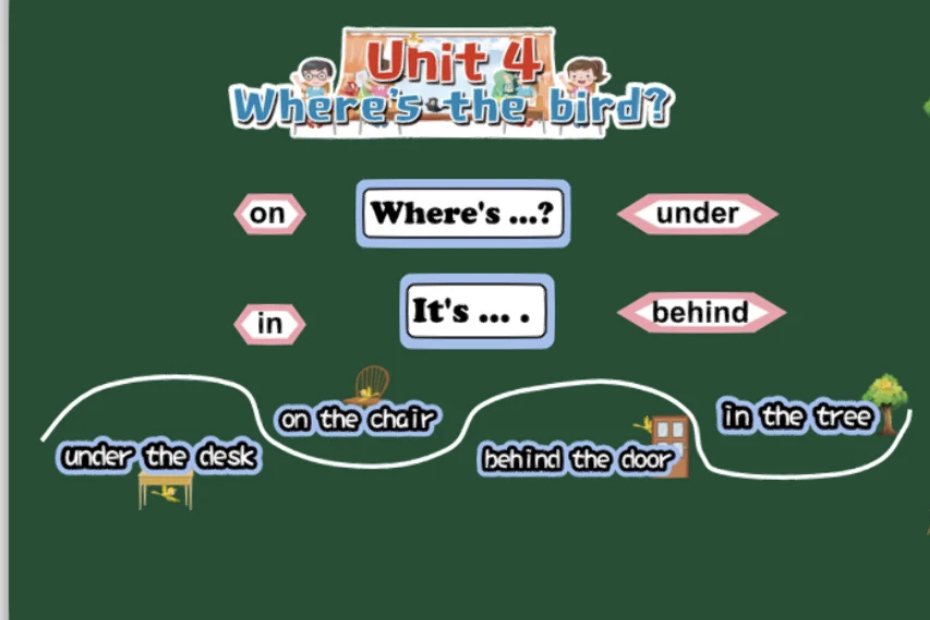 Unit 4
Where's the bird?
on
Where's ...?
under
in
It's ... .
behind
on the chair
in the tree
under the desk
behind the door